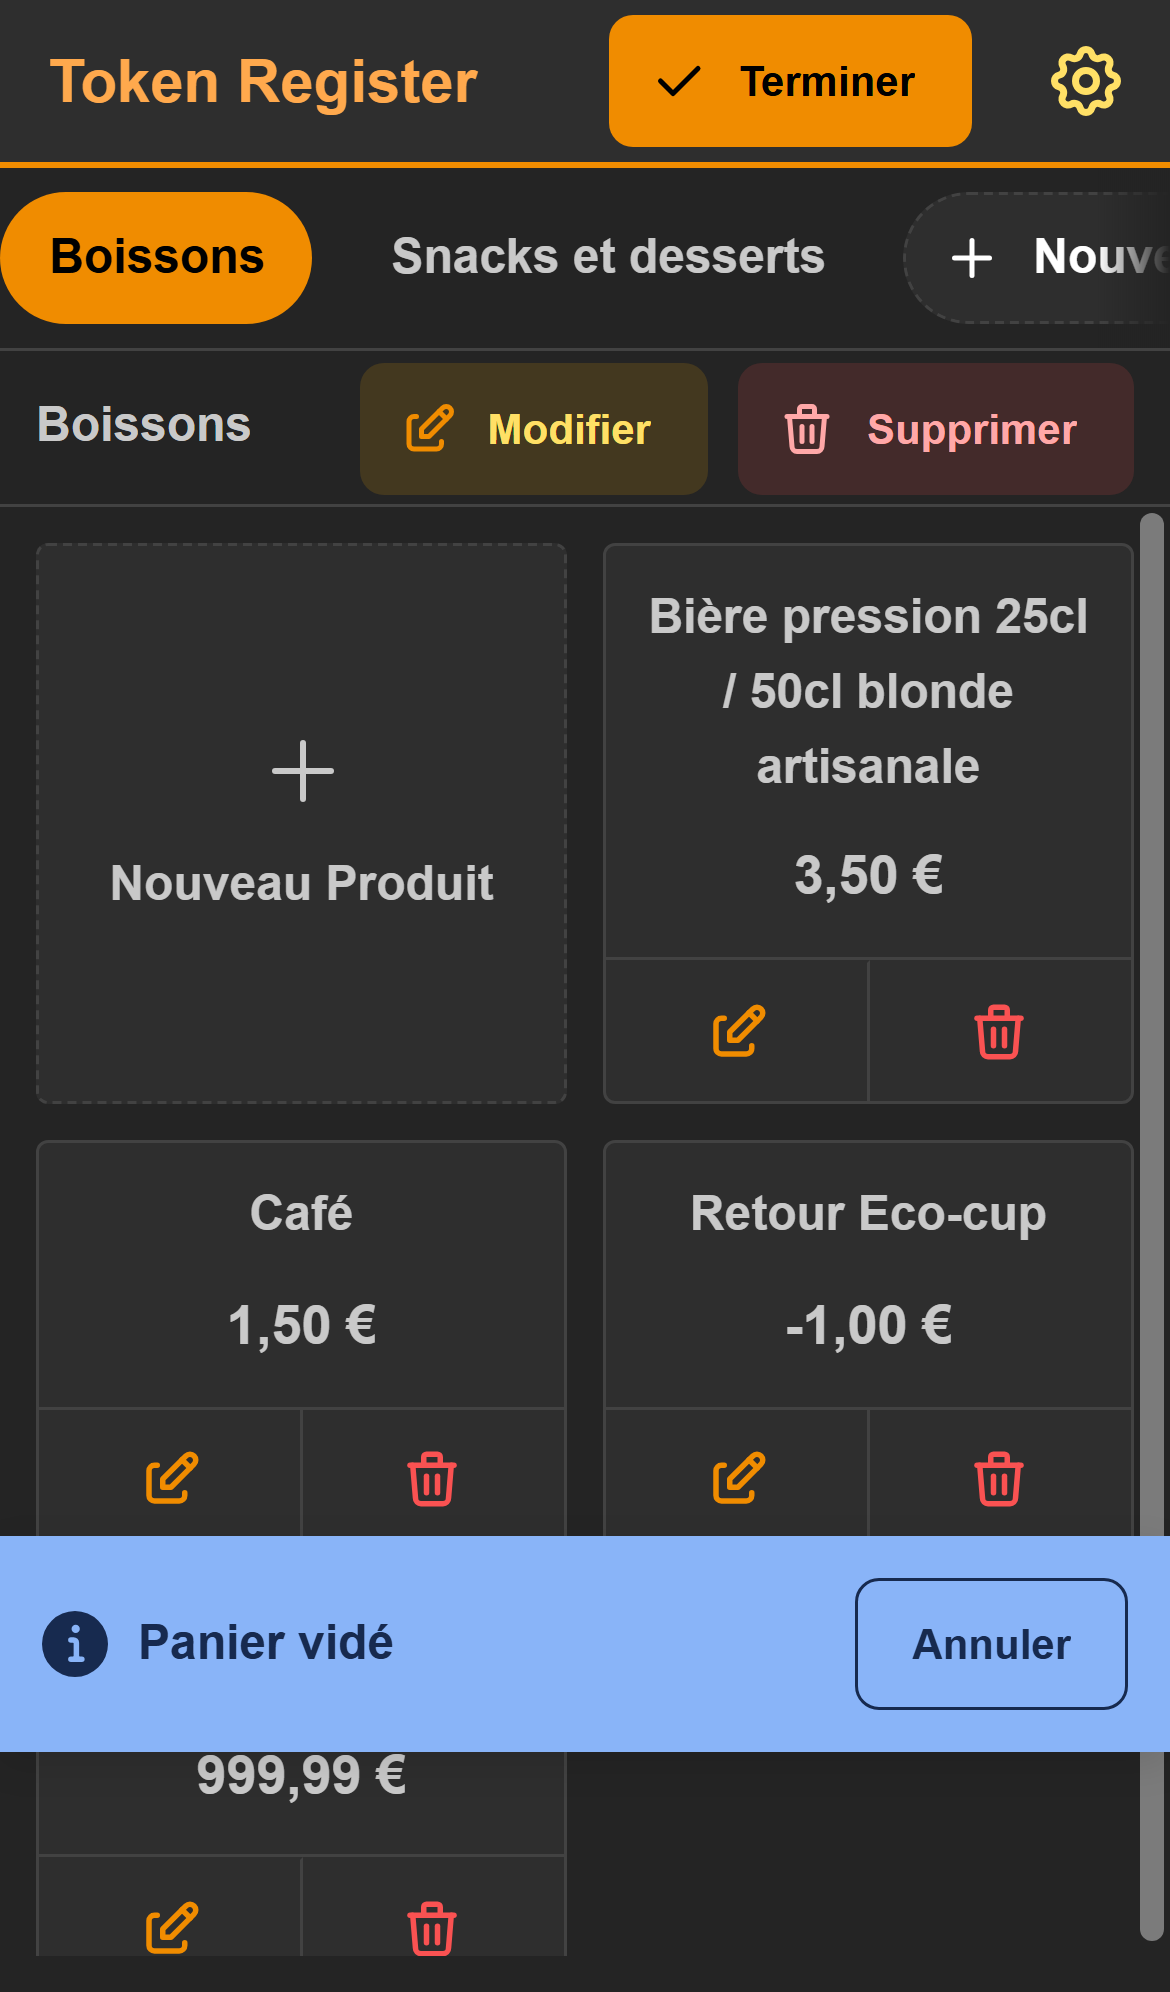 Token Register
Terminer
Boissons
Snacks et desserts
Boissons
Modifier
Supprimer
Nouveau Produit
Bière pression 25cl
/ 50cl blonde
artisanale
3,50 €
Café
1,50 €
Retour Eco-cup
-1,00 €
Panier vidé
Annuler
999,99 €